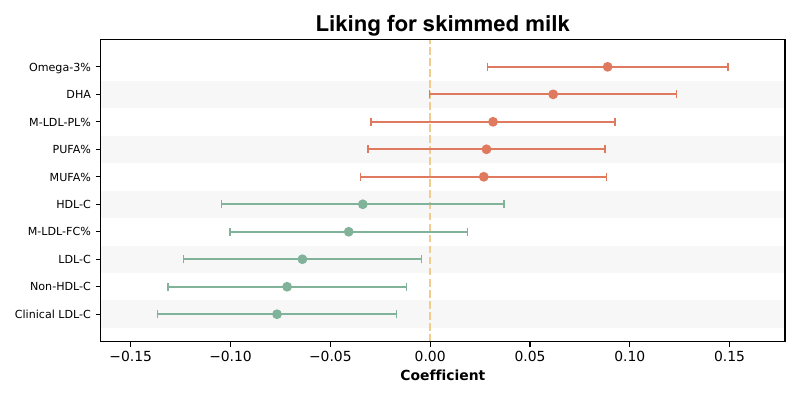 Liking for skimmed milk
Omega-3%
DHA
M-LDL-PL%
PUFA%
MUFA%
HDL-C
M-LDL-FC%
LDL-C
Non-HDL-C
Clinical LDL-C
−0.15 −0.10 −0.05 0.00 0.05 0.10 0.15
Coefficient